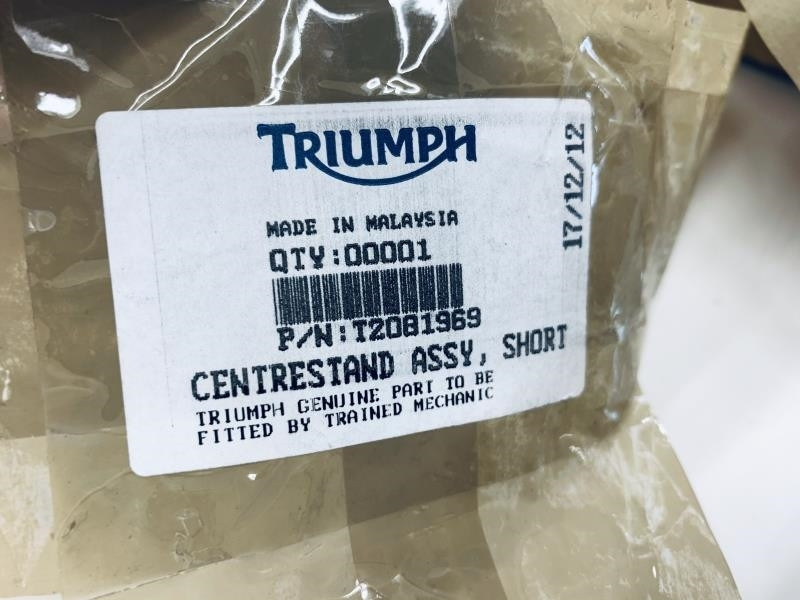 TRIUMPH
17/12/12
MADE IN MALAYSIA
QTY:00001
P/N:T2081969
CENTRESTAND ASSY, SHORT
TRIUMPH GENUINE PART TO BE
FITTED BY TRAINED MECHANIC